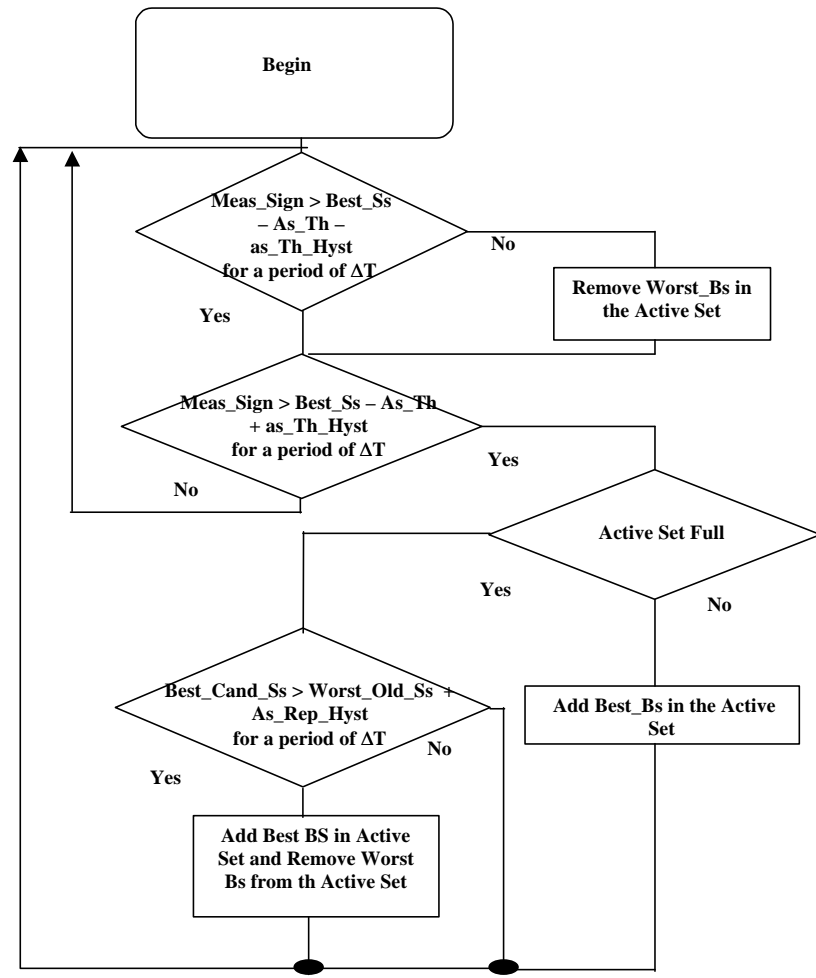 Begin
Meas_Sign > Best_Ss
– As_Th –
as_Th_Hyst
for a period of ΔT
No
Remove Worst_Bs in
the Active Set
Yes
Meas_Sign > Best_Ss – As_Th
+ as_Th_Hyst
for a period of ΔT
Yes
No
Active Set Full
Yes
No
Best_Cand_Ss > Worst_Old_Ss +
As_Rep_Hyst
for a period of ΔT
No
Yes
Add Best_Bs in the Active
Set
Add Best BS in Active
Set and Remove Worst
Bs from th Active Set